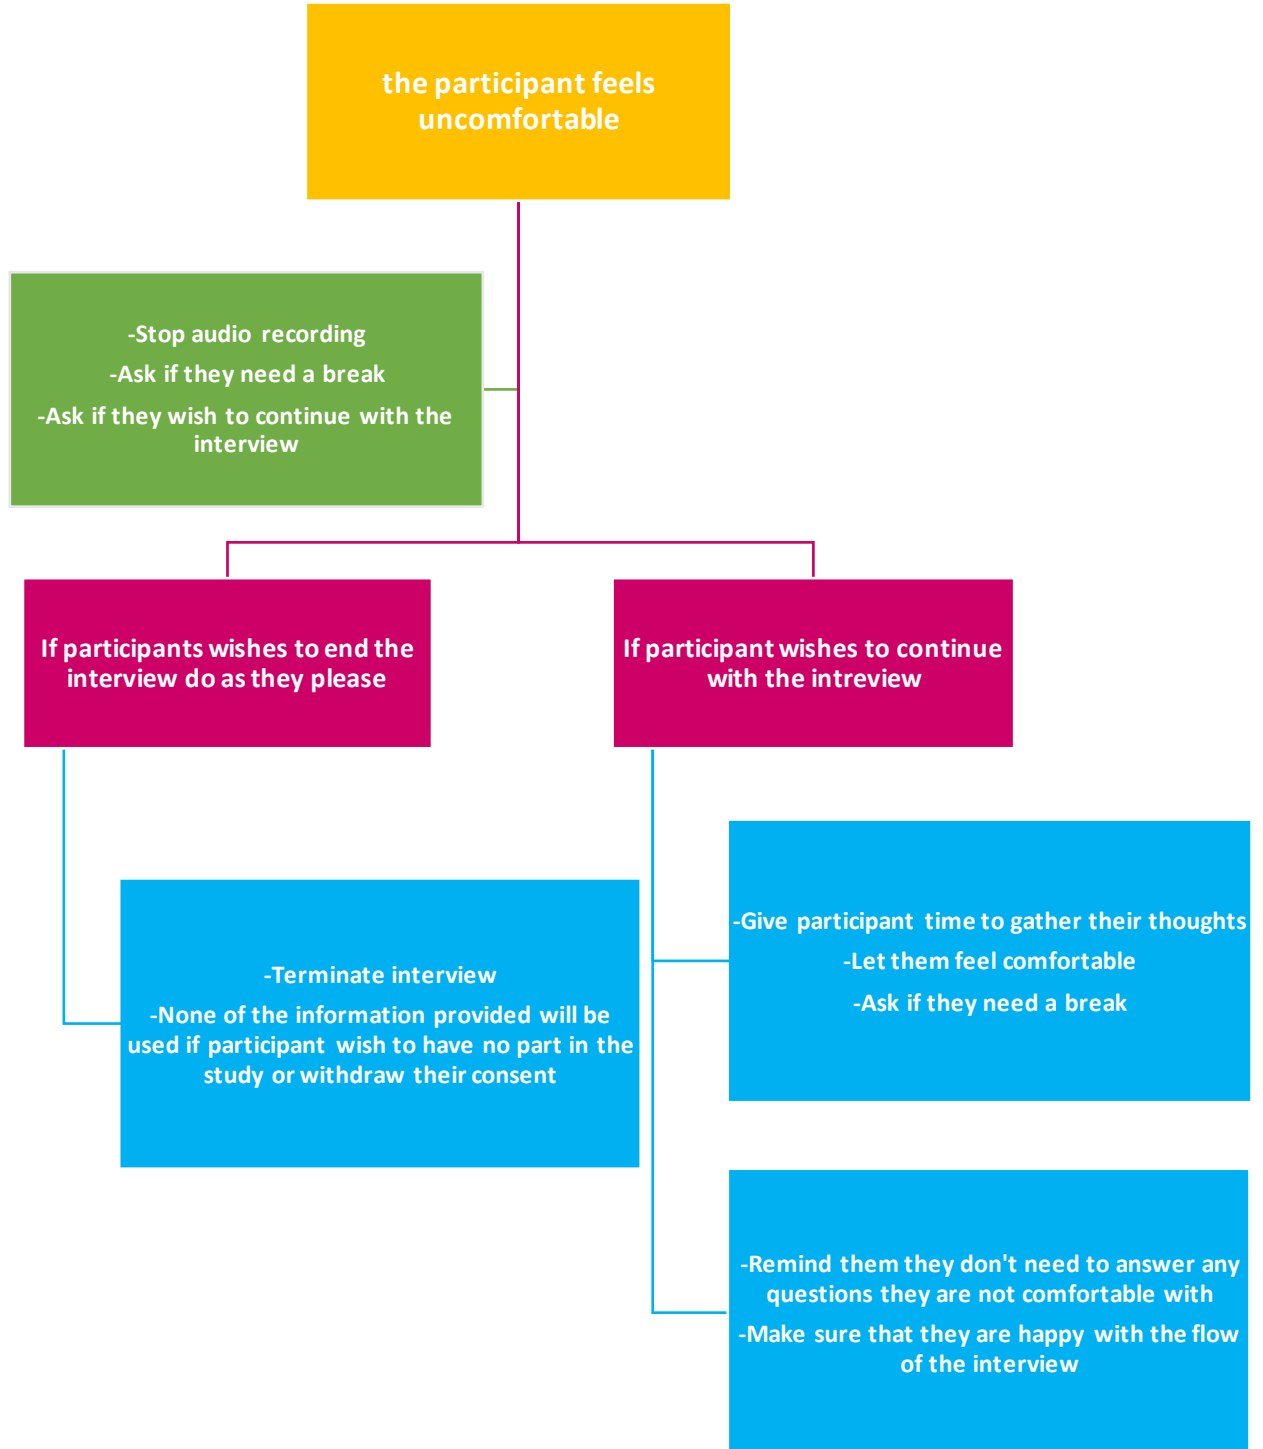 the participant feels
uncomfortable
-Stop audio recording
-Ask if they need a break
-Ask if they wish to continue with the
interview
If participants wishes to end the
interview do as they please
If participant wishes to continue
with the intreview
-Terminate interview
-None of the information provided will be
used if participant wish to have no part in the
study or withdraw their consent
-Give participant time to gather their thoughts
-Let them feel comfortable
-Ask if they need a break
-Remind them they don't need to answer any
questions they are not comfortable with
-Make sure that they are happy with the flow
of the interview